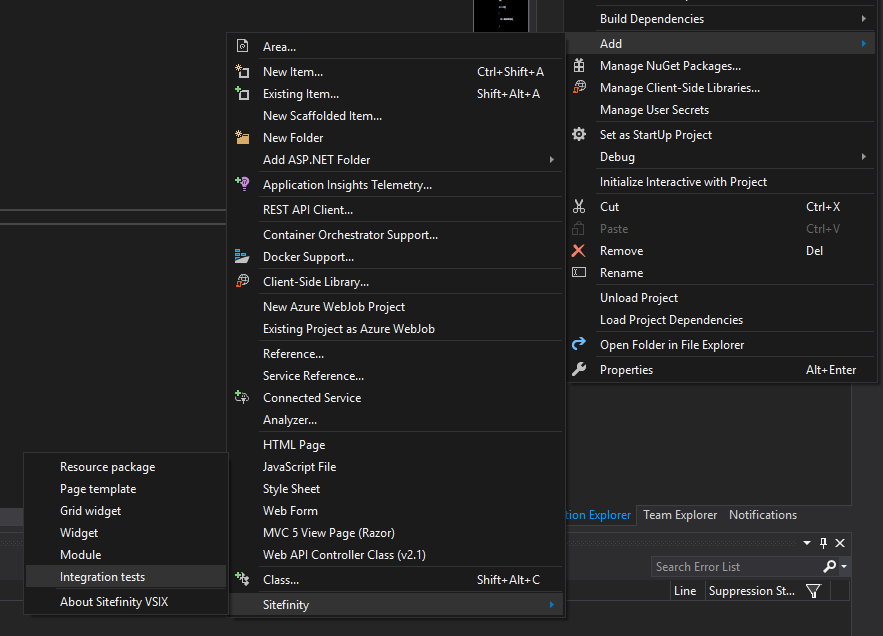 Build Dependencies
Add
Manage NuGet Packages...
Manage Client-Side Libraries...
Manage User Secrets
Set as StartUp Project
Debug
Initialize Interactive with Project
Cut Ctrl+X
Paste Ctrl+V
Remove Del
Rename
Unload Project
Load Project Dependencies
Open Folder in File Explorer
Properties Alt+Enter
Area...
New Item... Ctrl+Shift+A
Existing Item... Shift+Alt+A
New Scaffolded Item...
New Folder
Add ASP.NET Folder
Application Insights Telemetry...
REST API Client...
Container Orchestrator Support...
Docker Support...
Client-Side Library...
New Azure WebJob Project
Existing Project as Azure WebJob
Reference...
Service Reference...
Connected Service
Analyzer...
HTML Page
JavaScript File
Style Sheet
Web Form
MVC 5 View Page (Razor)
Web API Controller Class (v2.1)
Class... Shift+Alt+C
Sitefinity
Resource package
Page template
Grid widget
Widget
Module
Integration tests
About Sitefinity VSIX
tion Explorer Team Explorer Notifications
Search Error List
Line Suppression St...